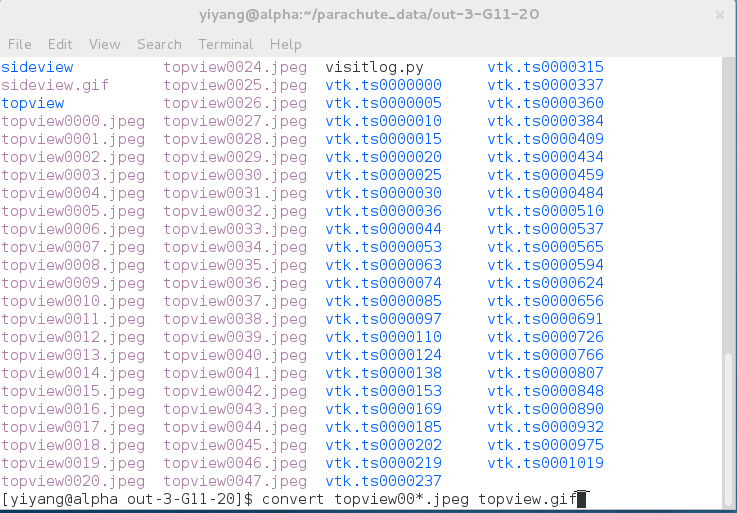 yiyang@alpha:~/parachute_data/out-3-G11-20
File Edit View Search Terminal Help
sideview topview0024.jpeg visitlog.py vtk.ts0000315
sideview.gif topview0025.jpeg vtk.ts0000000 vtk.ts0000337
topview topview0026.jpeg vtk.ts0000005 vtk.ts0000360
topview0000.jpeg topview0027.jpeg vtk.ts0000010 vtk.ts0000384
topview0001.jpeg topview0028.jpeg vtk.ts0000015 vtk.ts0000409
topview0002.jpeg topview0029.jpeg vtk.ts0000020 vtk.ts0000434
topview0003.jpeg topview0030.jpeg vtk.ts0000025 vtk.ts0000459
topview0004.jpeg topview0031.jpeg vtk.ts0000030 vtk.ts0000484
topview0005.jpeg topview0032.jpeg vtk.ts0000036 vtk.ts0000510
topview0006.jpeg topview0033.jpeg vtk.ts0000044 vtk.ts0000537
topview0007.jpeg topview0034.jpeg vtk.ts0000053 vtk.ts0000565
topview0008.jpeg topview0035.jpeg vtk.ts0000063 vtk.ts0000594
topview0009.jpeg topview0036.jpeg vtk.ts0000074 vtk.ts0000624
topview0010.jpeg topview0037.jpeg vtk.ts0000085 vtk.ts0000656
topview0011.jpeg topview0038.jpeg vtk.ts0000097 vtk.ts0000691
topview0012.jpeg topview0039.jpeg vtk.ts0000110 vtk.ts0000726
topview0013.jpeg topview0040.jpeg vtk.ts0000124 vtk.ts0000766
topview0014.jpeg topview0041.jpeg vtk.ts0000138 vtk.ts0000807
topview0015.jpeg topview0042.jpeg vtk.ts0000153 vtk.ts0000848
topview0016.jpeg topview0043.jpeg vtk.ts0000169 vtk.ts0000890
topview0017.jpeg topview0044.jpeg vtk.ts0000185 vtk.ts0000932
topview0018.jpeg topview0045.jpeg vtk.ts0000202 vtk.ts0000975
topview0019.jpeg topview0046.jpeg vtk.ts0000219 vtk.ts0001019
topview0020.jpeg topview0047.jpeg vtk.ts0000237
[yiyang@alpha out-3-G11-20]$ convert topview00*.jpeg topview.gif